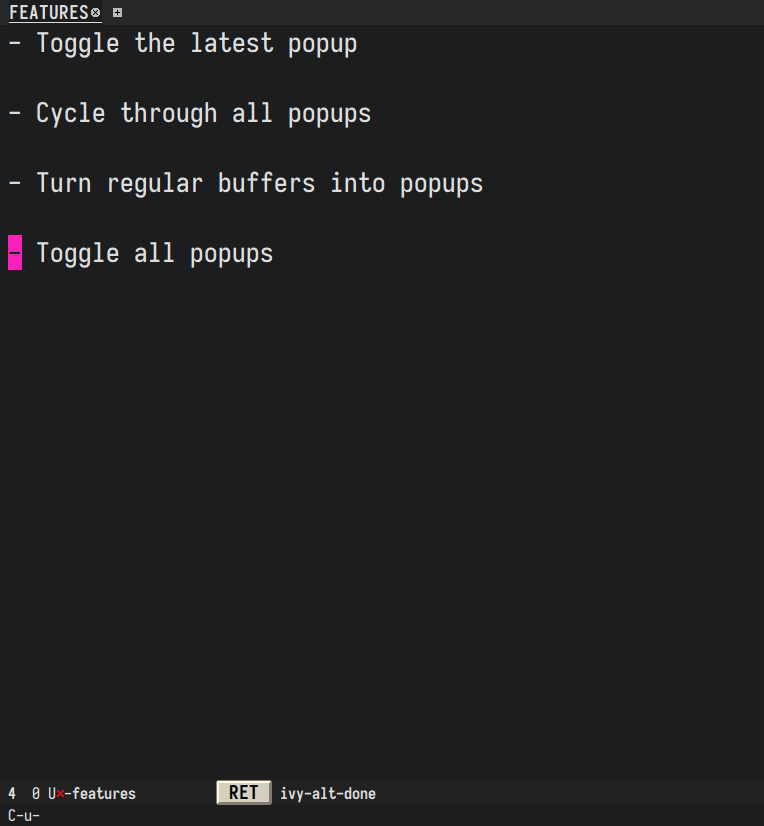 FEATURES
- Toggle the latest popup
- Cycle through all popups
- Turn regular buffers into popups
- Toggle all popups
4 0 U×-features RET ivy-alt-done
C-u-